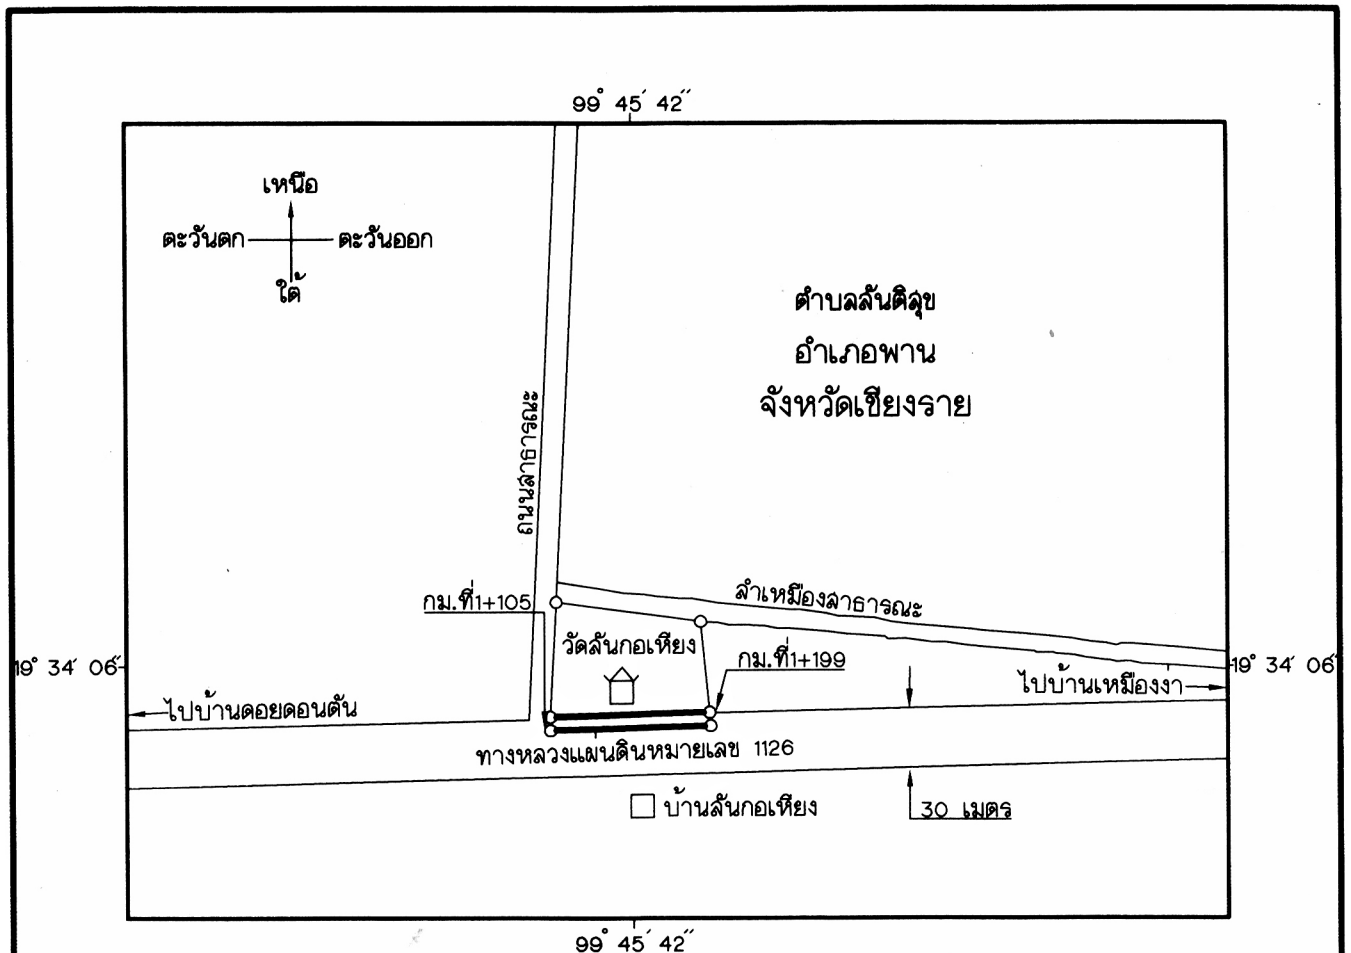 99° 45′ 42″
เหนือ
ตะวันตก
ตะวันออก
ใต้
ตำบลสันติสุข
อำเภอพาน
จังหวัดเชียงราย
ถนนสาธารณะ
กม.ที่1+105
ลำเหมืองสาธารณะ
วัดสันกอเหียง
กม.ที่1+199
19° 34′ 06″
19° 34′ 06″
ไปบ้านเหมืองงา
ไปบ้านดอยดอนตัน
ทางหลวงแผ่นดินหมายเลข 1126
บ้านสันกอเหียง
30 เมตร
99° 45′ 42″